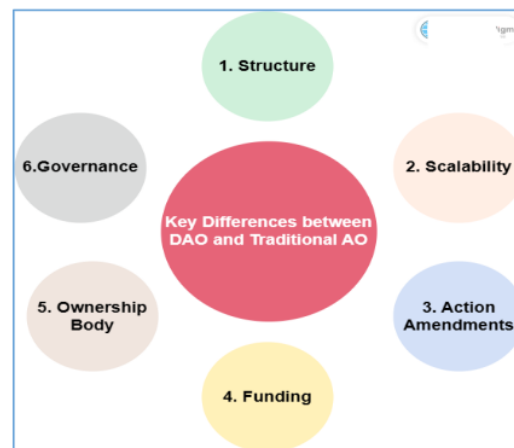 1. Structure
2. Scalability
3. Action
Amendments
4. Funding
5. Ownership
Body
6.Governance
Key Differences between
DAO and Traditional AO